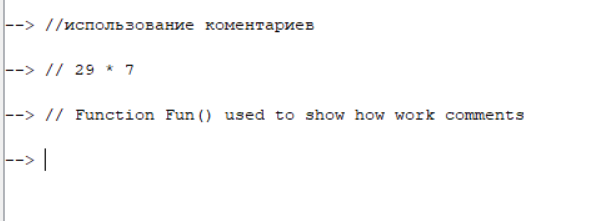 --> //использование коментариев
--> // 29 * 7
--> // Function Fun() used to show how work comments
-->